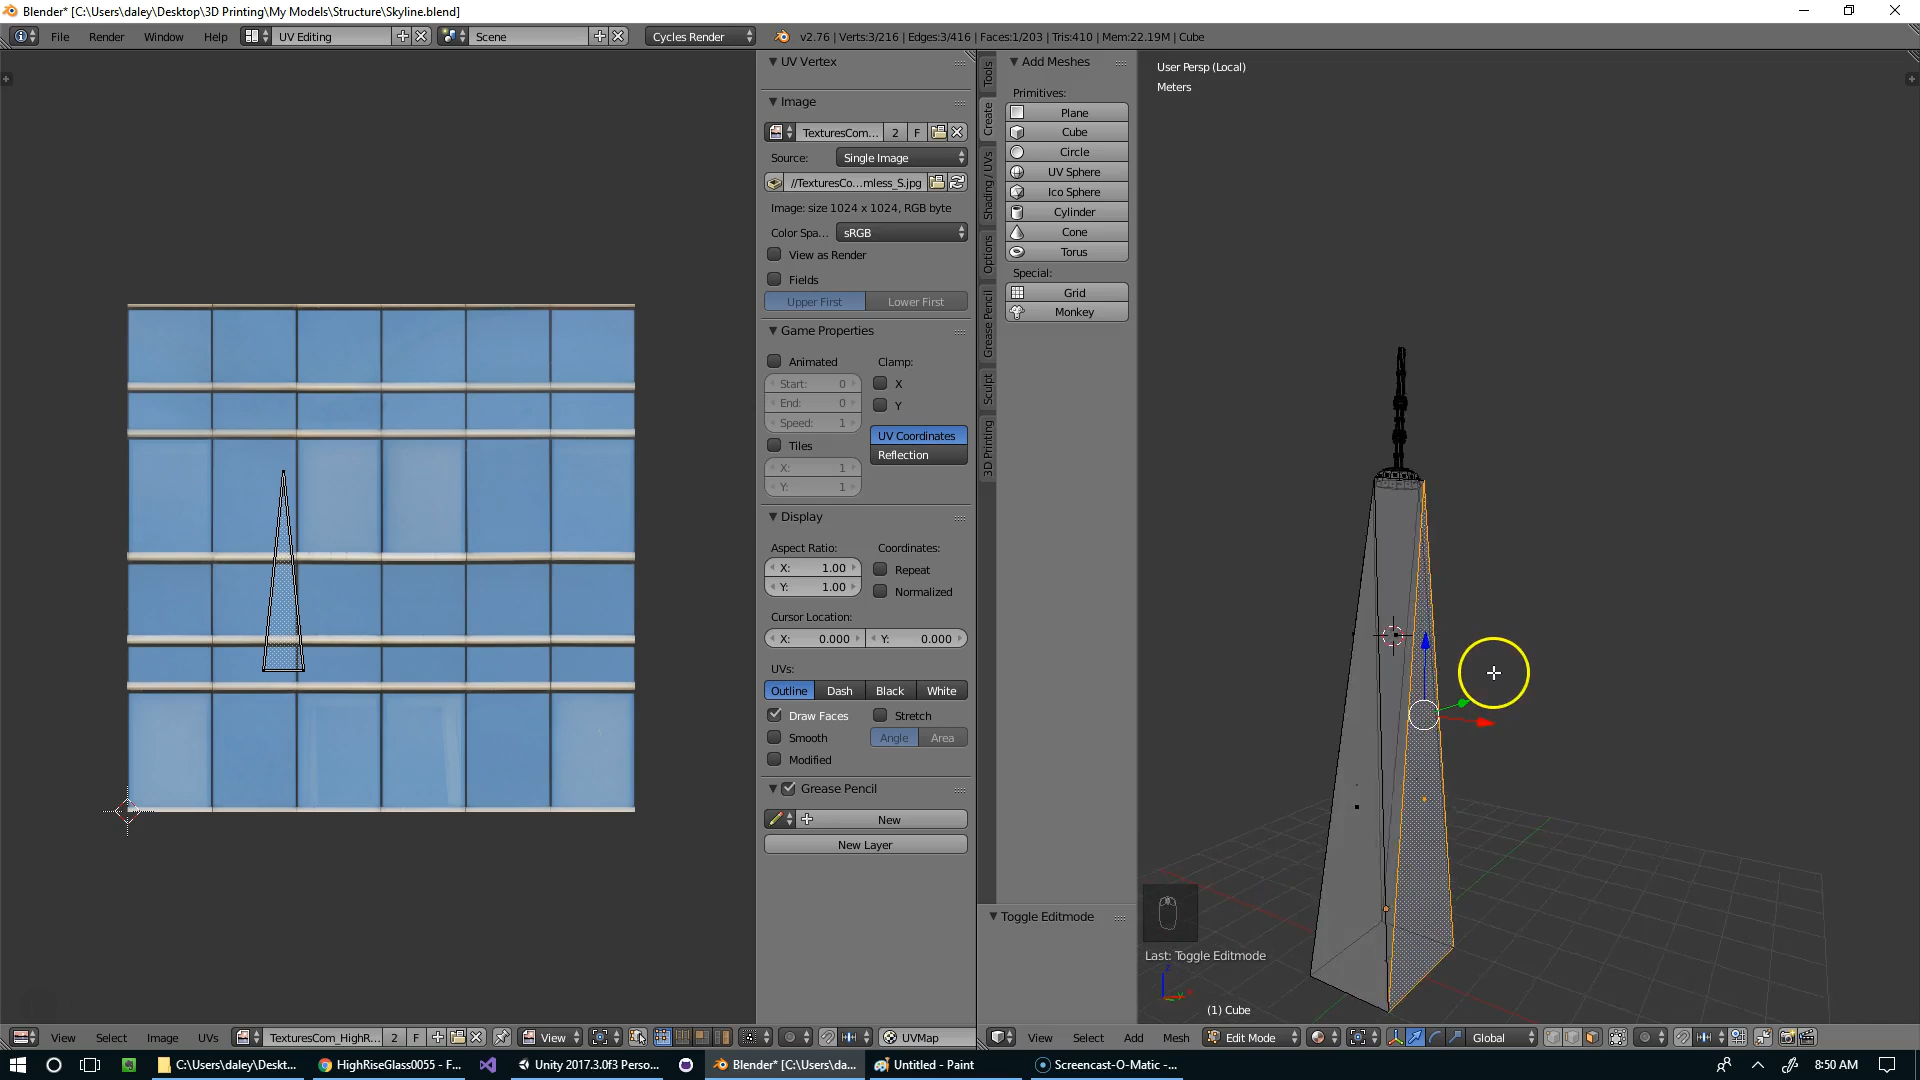 Blender* [C:\Users\daley\Desktop\3D Printing\My Models\Structure\Skyline.blend]
File Render Window Help UV Editing Scene Cycles Render v2.76 | Verts:3/216 | Edges:3/416 | Faces:1/203 | Tris:410 | Mem:22.19M | Cube
UV Vertex
Image
TexturesCom... 2 F
Source: Single Image
//TexturesCo...mless_S.jpg
Image: size 1024 x 1024, RGB byte
Color Spa... sRGB
View as Render
Fields
Upper First Lower First
Game Properties
Animated Clamp:
Start: 0 X
End: 0 Y
Speed: 1
Tiles UV Coordinates
X: 1 Reflection
Y: 1
Display
Aspect Ratio: Coordinates:
X: 1.00 Repeat
Y: 1.00 Normalized
Cursor Location:
X: 0.000 Y: 0.000
UVs:
Outline Dash Black White
Draw Faces Stretch
Smooth Angle Area
Modified
Grease Pencil
New
New Layer
Tools
Create
Shading / UVs
Options
Grease Pencil
Sculpt
3D Printing
Add Meshes
Primitives:
Plane
Cube
Circle
UV Sphere
Ico Sphere
Cylinder
Cone
Torus
Special:
Grid
Monkey
Toggle Editmode
User Persp (Local)
Meters
Last: Toggle Editmode
(1) Cube
View Select Image UVs TexturesCom_HighR... 2 F View UVMap
View Select Add Mesh Edit Mode Global
C:\Users\daley\Deskt... HighRiseGlass0055 - F... Unity 2017.3.0f3 Perso... Blender* [C:\Users\da... Untitled - Paint Screencast-O-Matic -... 8:50 AM